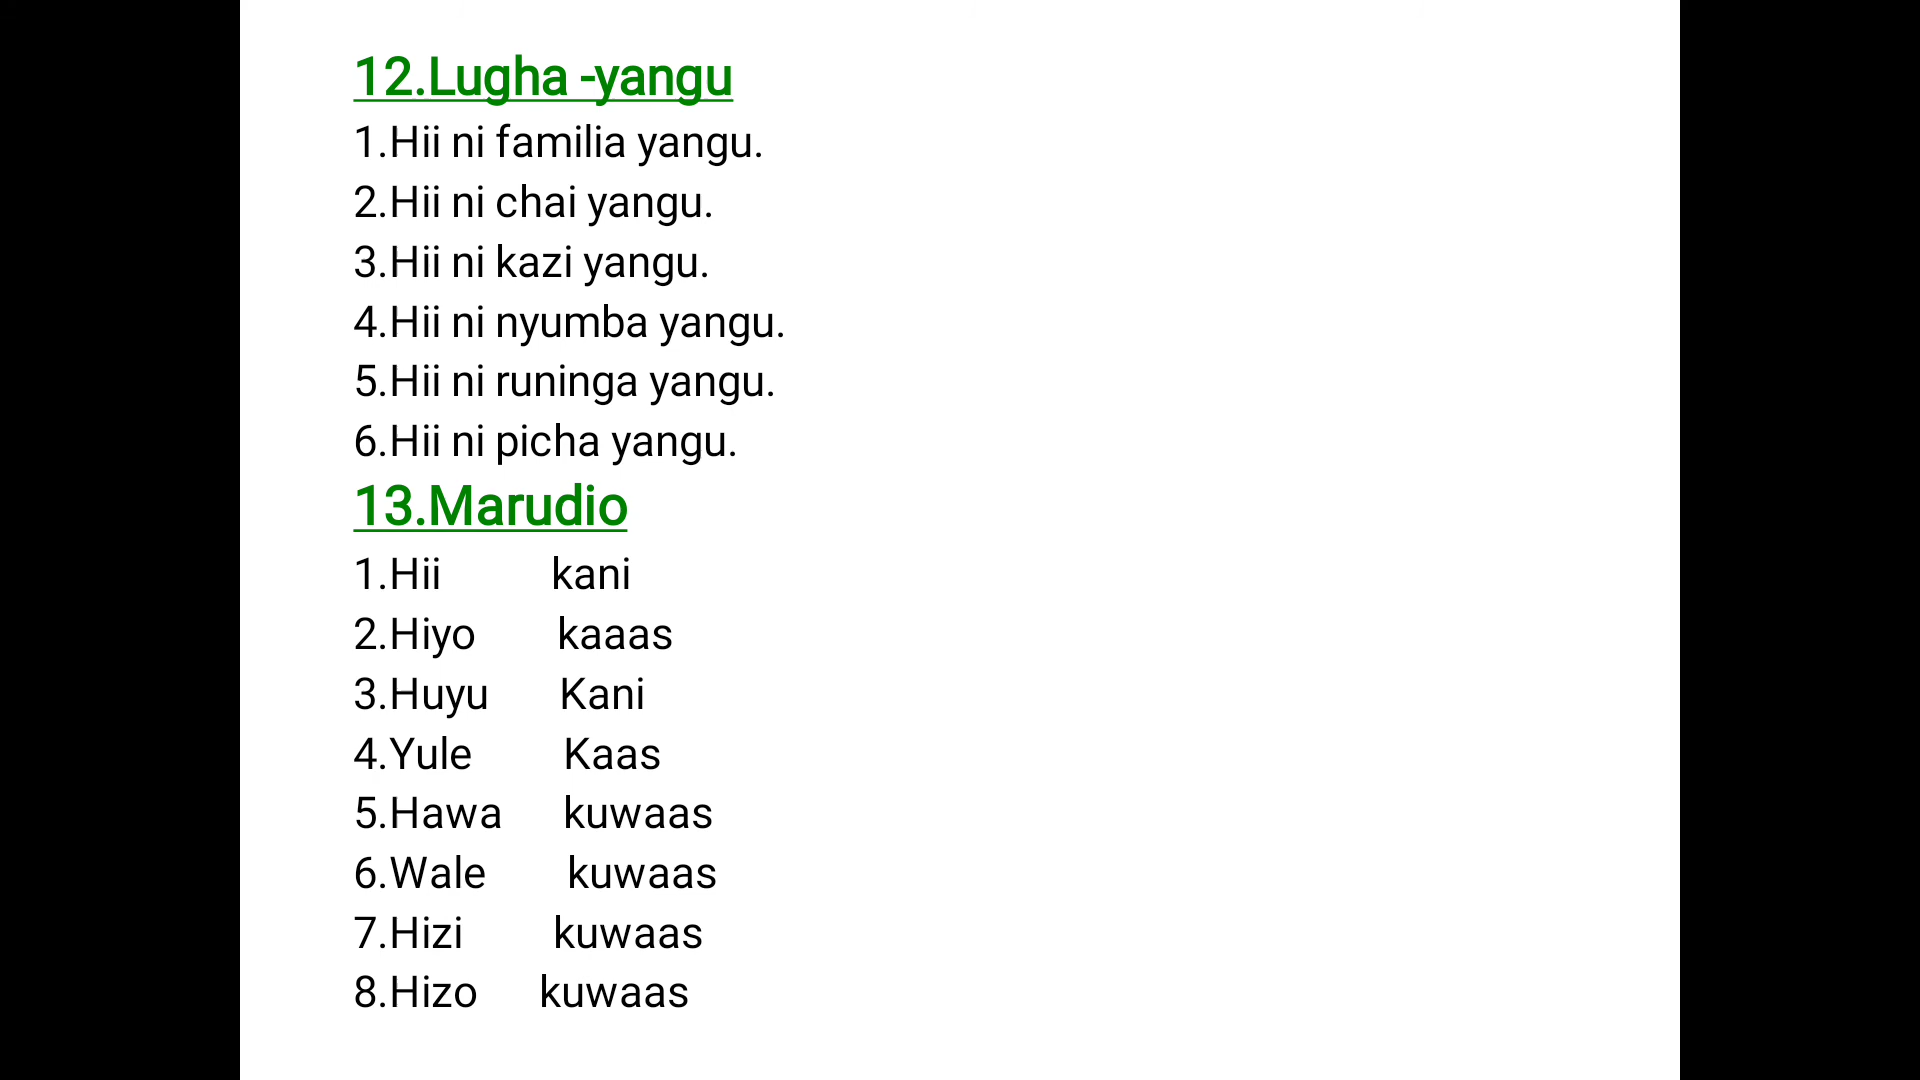 12.Lugha -yangu
1.Hii ni familia yangu.
2.Hii ni chai yangu.
3.Hii ni kazi yangu.
4.Hii ni nyumba yangu.
5.Hii ni runinga yangu.
6.Hii ni picha yangu.
13.Marudio
1.Hii kani
2.Hiyo kaaas
3.Huyu Kani
4.Yule Kaas
5.Hawa kuwaas
6.Wale kuwaas
7.Hizi kuwaas
8.Hizo kuwaas